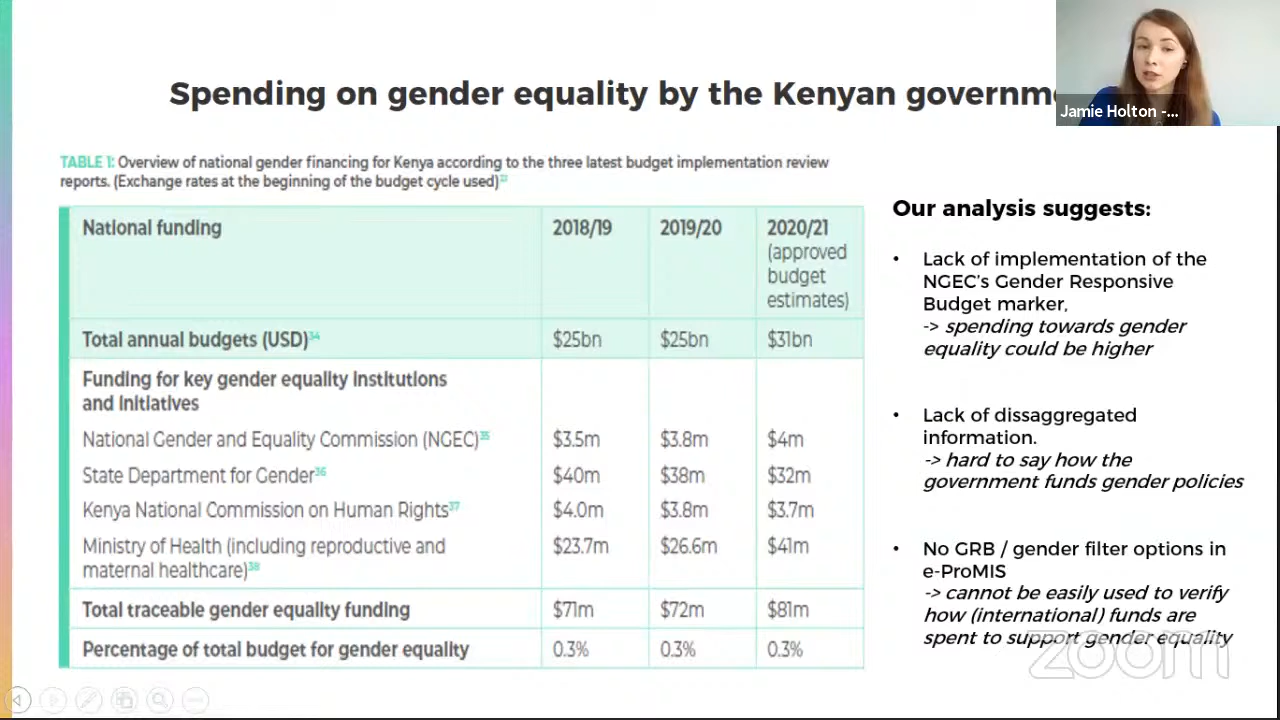 Spending on gender equality by the Kenyan governme
Jamie Holton -...
TABLE 1: Overview of national gender financing for Kenya according to the three latest budget implementation review
reports. (Exchange rates at the beginning of the budget cycle used)33
National funding 2018/19 2019/20 2020/21
(approved
budget
estimates)
Total annual budgets (USD)34 $25bn $25bn $31bn
Funding for key gender equality institutions
and initiatives
National Gender and Equality Commission (NGEC)35 $3.5m $3.8m $4m
State Department for Gender36 $40m $38m $32m
Kenya National Commission on Human Rights37 $4.0m $3.8m $3.7m
Ministry of Health (including reproductive and $23.7m $26.6m $41m
maternal healthcare)38
Total traceable gender equality funding $71m $72m $81m
Percentage of total budget for gender equality 0.3% 0.3% 0.3%
Our analysis suggests:
• Lack of implementation of the
NGEC's Gender Responsive
Budget marker,
-> spending towards gender
equality could be higher
• Lack of dissaggregated
information.
-> hard to say how the
government funds gender policies
• No GRB / gender filter options in
e-ProMIS
-> cannot be easily used to verify
how (international) funds are
spent to support gender equality
zoom